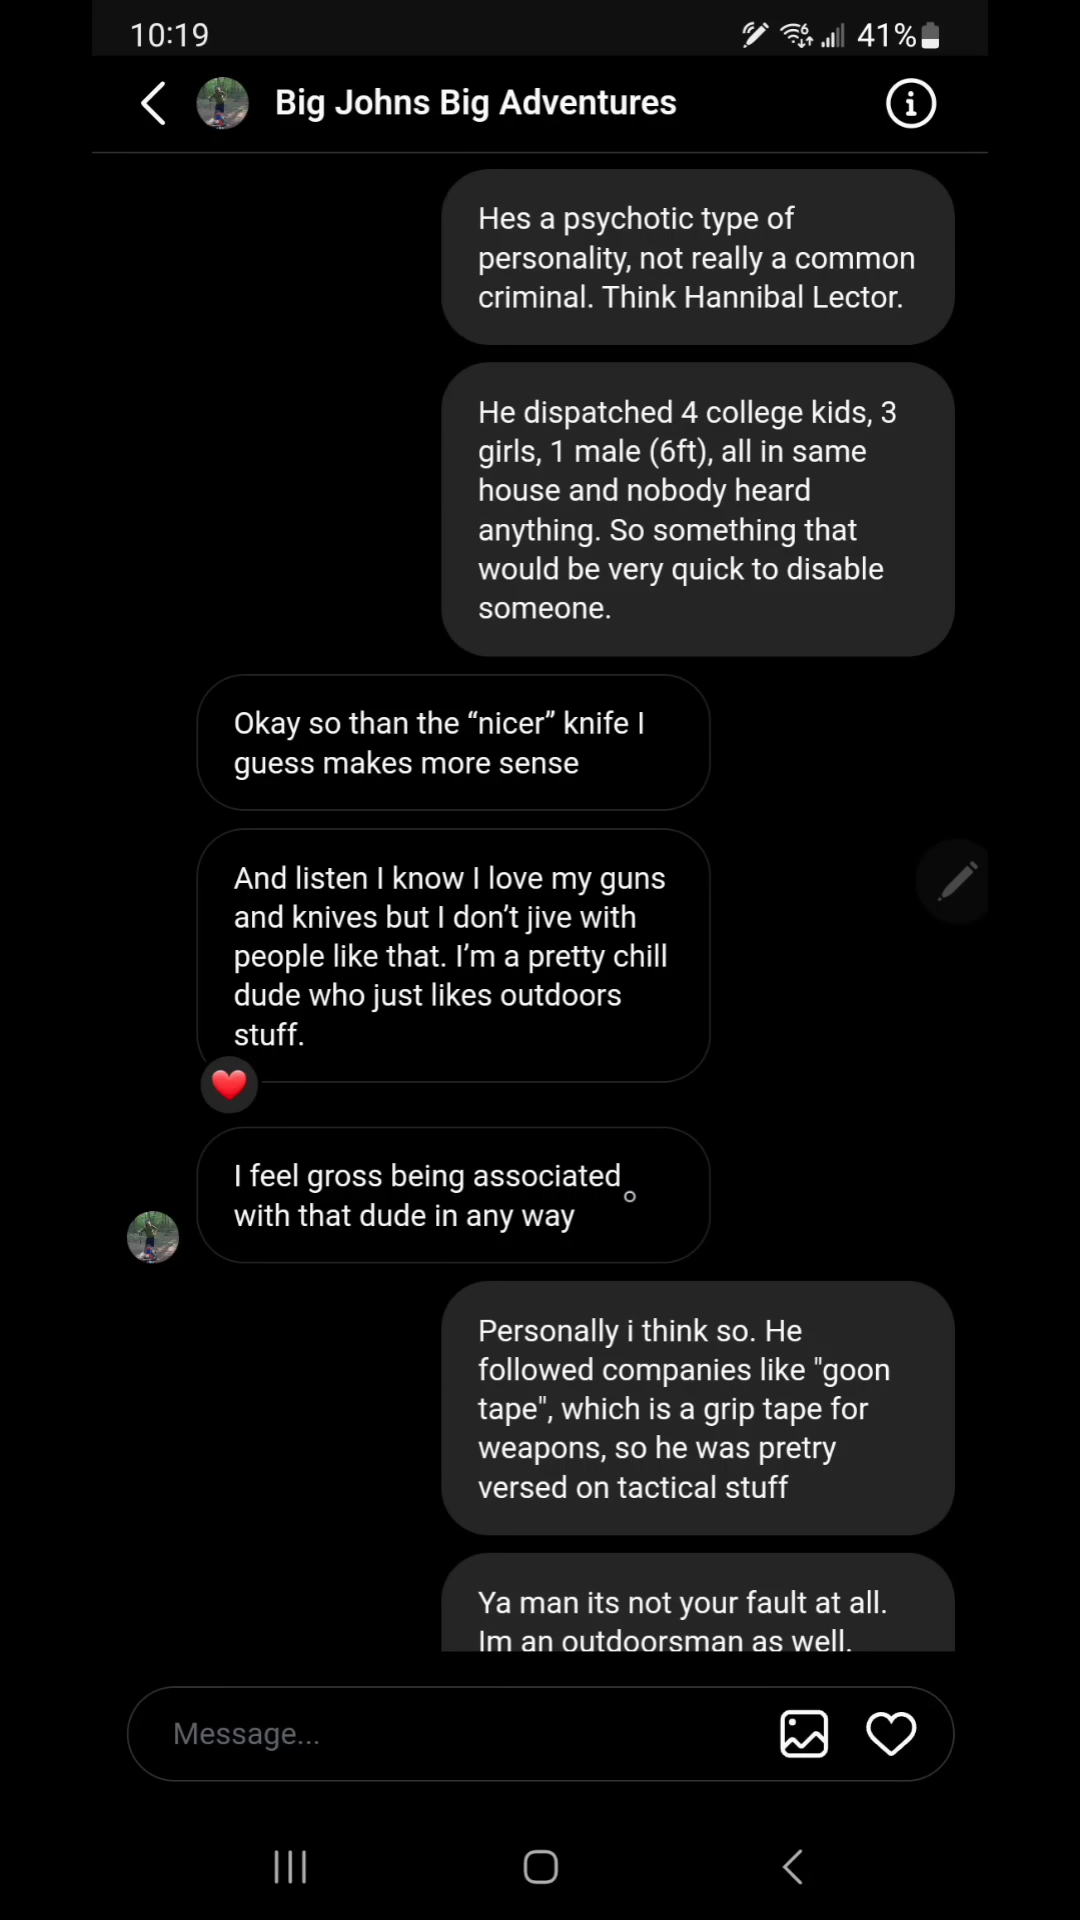 10:19
41%
Big Johns Big Adventures
Hes a psychotic type of
personality, not really a common
criminal. Think Hannibal Lector.
He dispatched 4 college kids, 3
girls, 1 male (6ft), all in same
house and nobody heard
anything. So something that
would be very quick to disable
someone.
Okay so than the “nicer” knife I
guess makes more sense
And listen I know I love my guns
and knives but I don’t jive with
people like that. I’m a pretty chill
dude who just likes outdoors
stuff.
I feel gross being associated
with that dude in any way
Personally i think so. He
followed companies like "goon
tape", which is a grip tape for
weapons, so he was pretry
versed on tactical stuff
Ya man its not your fault at all.
Im an outdoorsman as well.
Message...